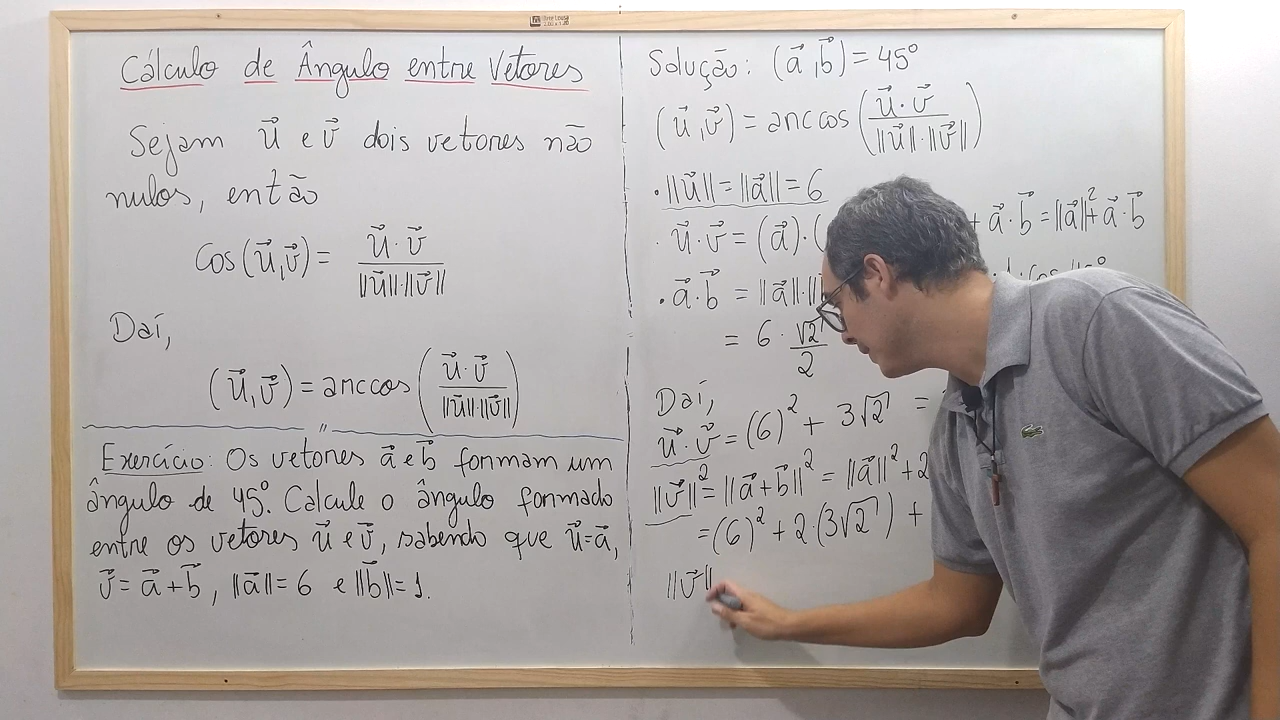 Cálculo de Ângulo entre Vetores
Sejam u⃗ e v⃗ dois vetores não
nulos, então
cos(u⃗,v⃗) = u⃗·v⃗ / ||u⃗||·||v⃗||
Daí,
(u⃗,v⃗) = arccos(u⃗·v⃗ / ||u⃗||·||v⃗||)
Exercício: Os vetores a⃗ e b⃗ formam um
ângulo de 45°. Calcule o ângulo formado
entre os vetores u⃗ e v⃗, sabendo que u⃗=a⃗,
v⃗ = a⃗+b⃗, ||a⃗||=6 e ||b⃗||=1.
Solução: (a⃗,b⃗)=45°
(u⃗,v⃗) = arccos(u⃗·v⃗ / ||u⃗||·||v⃗||)
·||u⃗||=||a⃗||=6
· u⃗·v⃗ = (a⃗)·( + a⃗·b⃗ = ||a⃗||²+a⃗·b⃗
· a⃗·b⃗ = ||a⃗||·||
= 6 · √2/2
Daí,
u⃗·v⃗ = (6)² + 3√2 =
||v⃗||² = ||a⃗+b⃗||² = ||a⃗||² + 2
=(6)² + 2·(3√2) +
||v⃗||